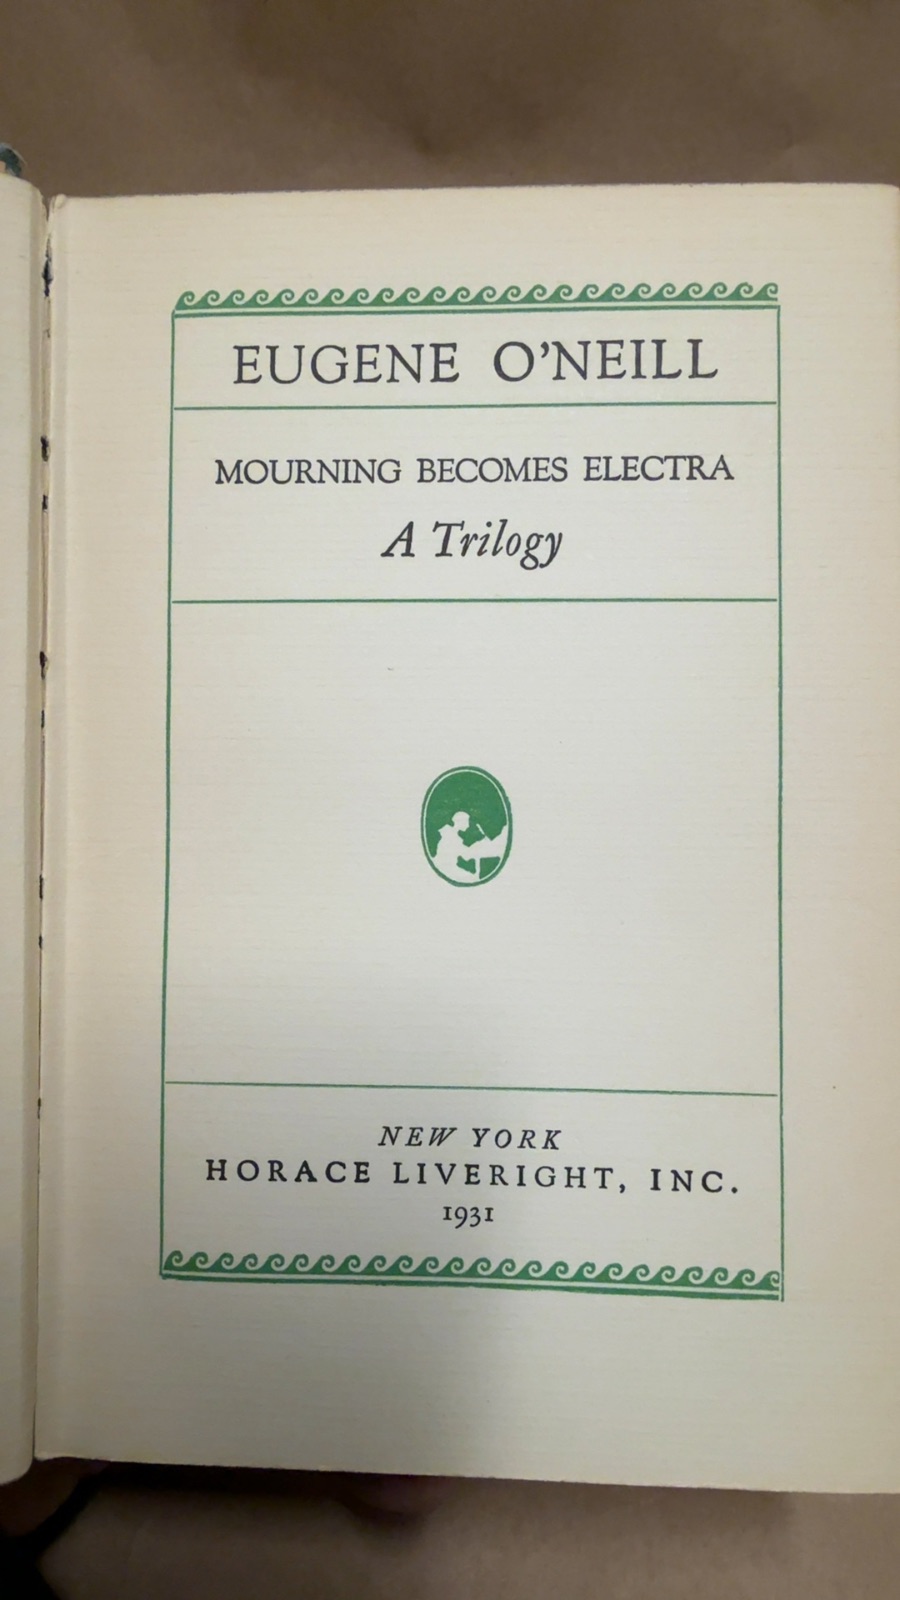 EUGENE O'NEILL
MOURNING BECOMES ELECTRA
A Trilogy
NEW YORK
HORACE LIVERIGHT, INC.
1931